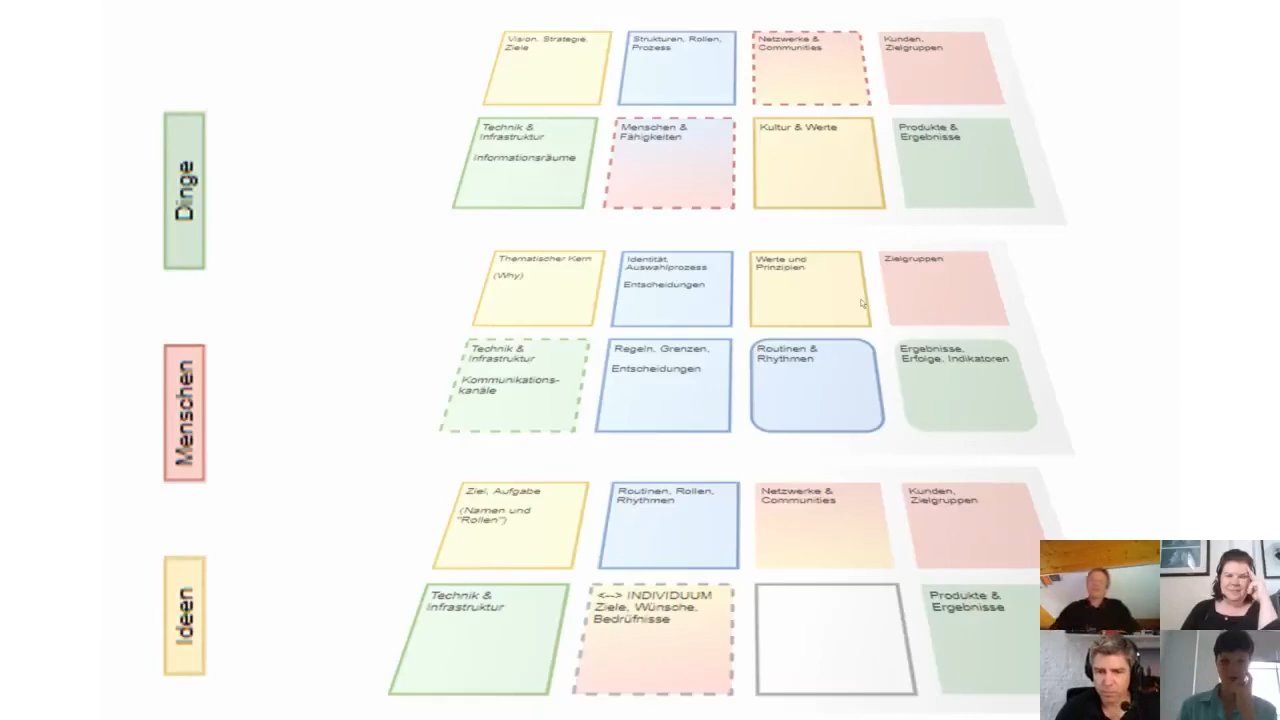 Vision, Strategie,
Ziele
Strukturen, Rollen,
Prozess
Netzwerke &
Communities
Kunden,
Zielgruppen
Technik &
Infrastruktur
Informationsräume
Menschen &
Fähigkeiten
Kultur & Werte
Produkte &
Ergebnisse
Dinge
Thematischer Kern
(Why)
Identität,
Auswahlprozess
Entscheidungen
Werte und
Prinzipien
Zielgruppen
Technik &
Infrastruktur
Kommunikations-
kanäle
Regeln, Grenzen,
Entscheidungen
Routinen &
Rhythmen
Ergebnisse,
Erfolge, Indikatoren
Menschen
Ziel, Aufgabe
(Namen und
"Rollen")
Routinen, Rollen,
Rhythmen
Netzwerke &
Communities
Kunden,
Zielgruppen
Technik &
Infrastruktur
<--> INDIVIDUUM
Ziele, Wünsche,
Bedrüfnisse
Produkte &
Ergebnisse
Ideen